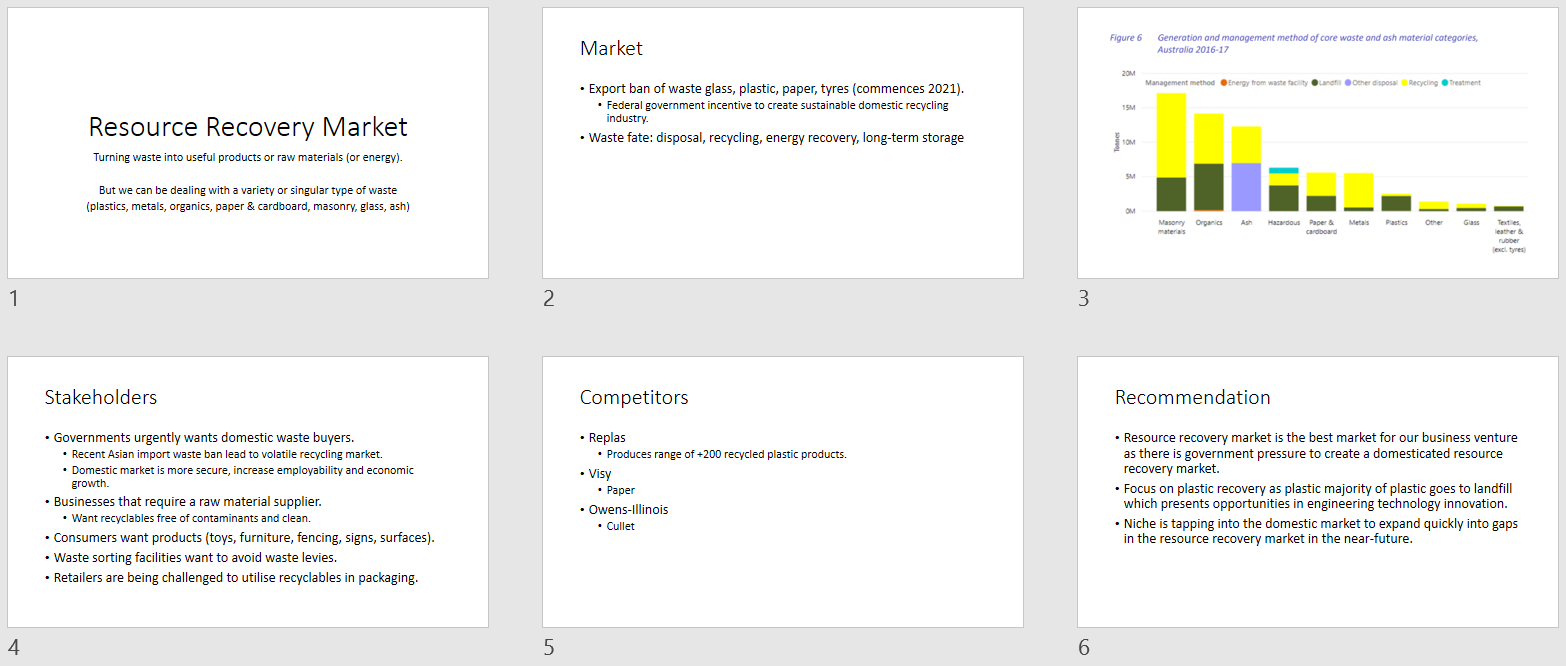 Resource Recovery Market
Turning waste into useful products or raw materials (or energy).
But we can be dealing with a variety or singular type of waste
(plastics, metals, organics, paper & cardboard, masonry, glass, ash)
1
Market
• Export ban of waste glass, plastic, paper, tyres (commences 2021).
• Federal government incentive to create sustainable domestic recycling
industry.
• Waste fate: disposal, recycling, energy recovery, long-term storage
2
Figure 6 Generation and management method of core waste and ash material categories,
Australia 2016-17
Management method Energy from waste facility Landfill Other disposal Recycling Treatment
20M
15M
10M
5M
0M
Tonnes
Masonry
materials
Organics
Ash
Hazardous
Paper &
cardboard
Metals
Plastics
Other
Glass
Textiles,
leather &
rubber
(excl. tyres)
3
Stakeholders
• Governments urgently wants domestic waste buyers.
• Recent Asian import waste ban lead to volatile recycling market.
• Domestic market is more secure, increase employability and economic
growth.
• Businesses that require a raw material supplier.
• Want recyclables free of contaminants and clean.
• Consumers want products (toys, furniture, fencing, signs, surfaces).
• Waste sorting facilities want to avoid waste levies.
• Retailers are being challenged to utilise recyclables in packaging.
4
Competitors
• Replas
• Produces range of +200 recycled plastic products.
• Visy
• Paper
• Owens-Illinois
• Cullet
5
Recommendation
• Resource recovery market is the best market for our business venture
as there is government pressure to create a domesticated resource
recovery market.
• Focus on plastic recovery as plastic majority of plastic goes to landfill
which presents opportunities in engineering technology innovation.
• Niche is tapping into the domestic market to expand quickly into gaps
in the resource recovery market in the near-future.
6